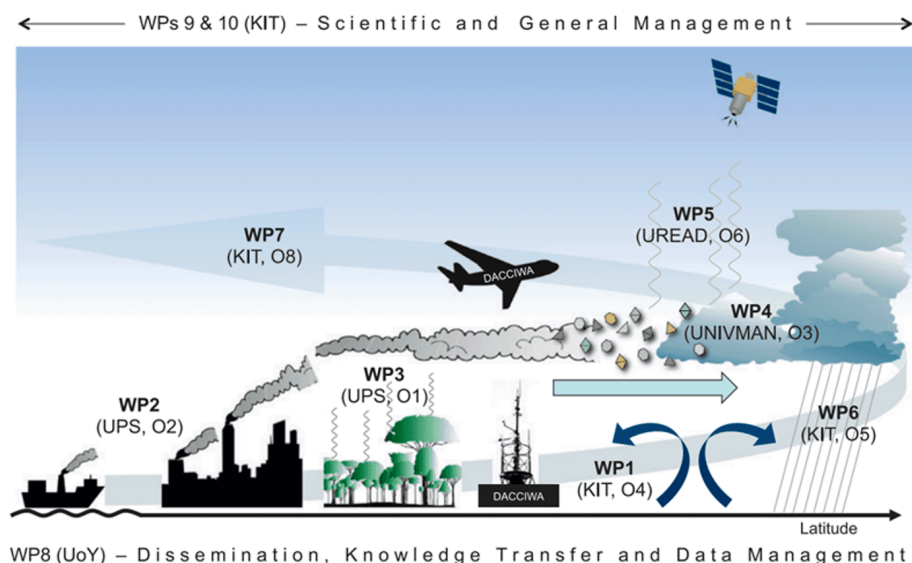 WPs 9 & 10 (KIT) – Scientific and General Management
WP5
(UREAD, O6)
WP7
(KIT, O8)
DACCIWA
WP4
(UNIVMAN, O3)
WP3
(UPS, O1)
WP2
(UPS, O2)
WP6
(KIT, O5)
WP1
(KIT, O4)
DACCIWA
Latitude
WP8 (UoY) – Dissemination, Knowledge Transfer and Data Management